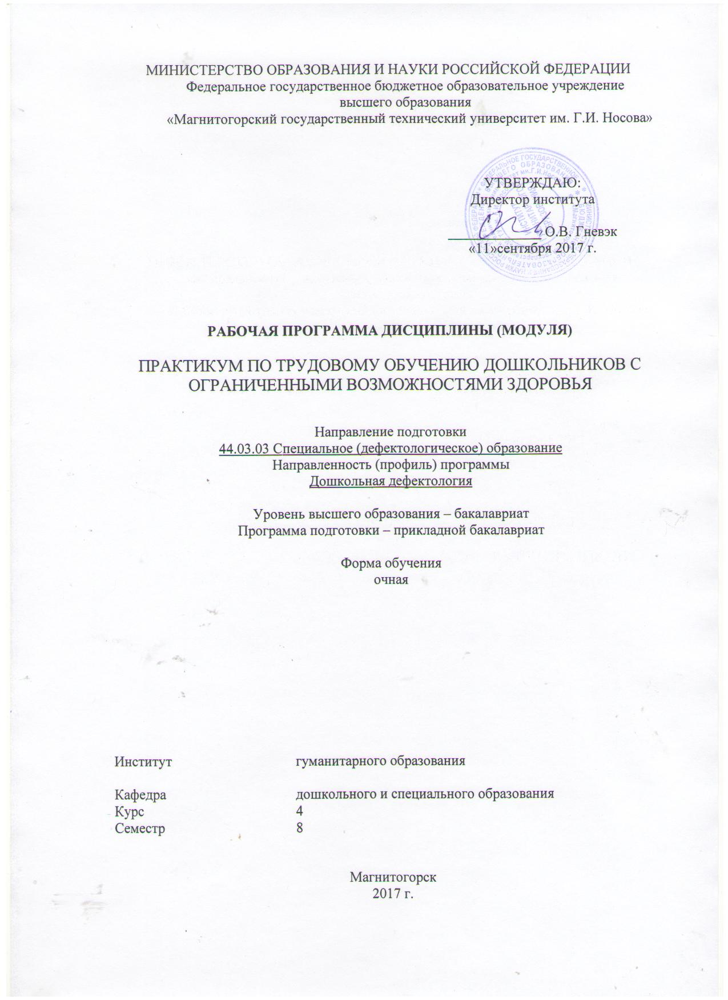 МИНИСТЕРСТВО ОБРАЗОВАНИЯ И НАУКИ РОССИЙСКОЙ ФЕДЕРАЦИИ
Федеральное государственное бюджетное образовательное учреждение
высшего образования
«Магнитогорский государственный технический университет им. Г.И. Носова»
УТВЕРЖДАЮ:
Директор института
О.В. Гневэк
«11»сентября 2017 г.
РАБОЧАЯ ПРОГРАММА ДИСЦИПЛИНЫ (МОДУЛЯ)
ПРАКТИКУМ ПО ТРУДОВОМУ ОБУЧЕНИЮ ДОШКОЛЬНИКОВ С
ОГРАНИЧЕННЫМИ ВОЗМОЖНОСТЯМИ ЗДОРОВЬЯ
Направление подготовки
44.03.03 Специальное (дефектологическое) образование
Направленность (профиль) программы
Дошкольная дефектология
Уровень высшего образования – бакалавриат
Программа подготовки – прикладной бакалавриат
Форма обучения
очная
Институт гуманитарного образования
Кафедра дошкольного и специального образования
Курс 4
Семестр 8
Магнитогорск
2017 г.